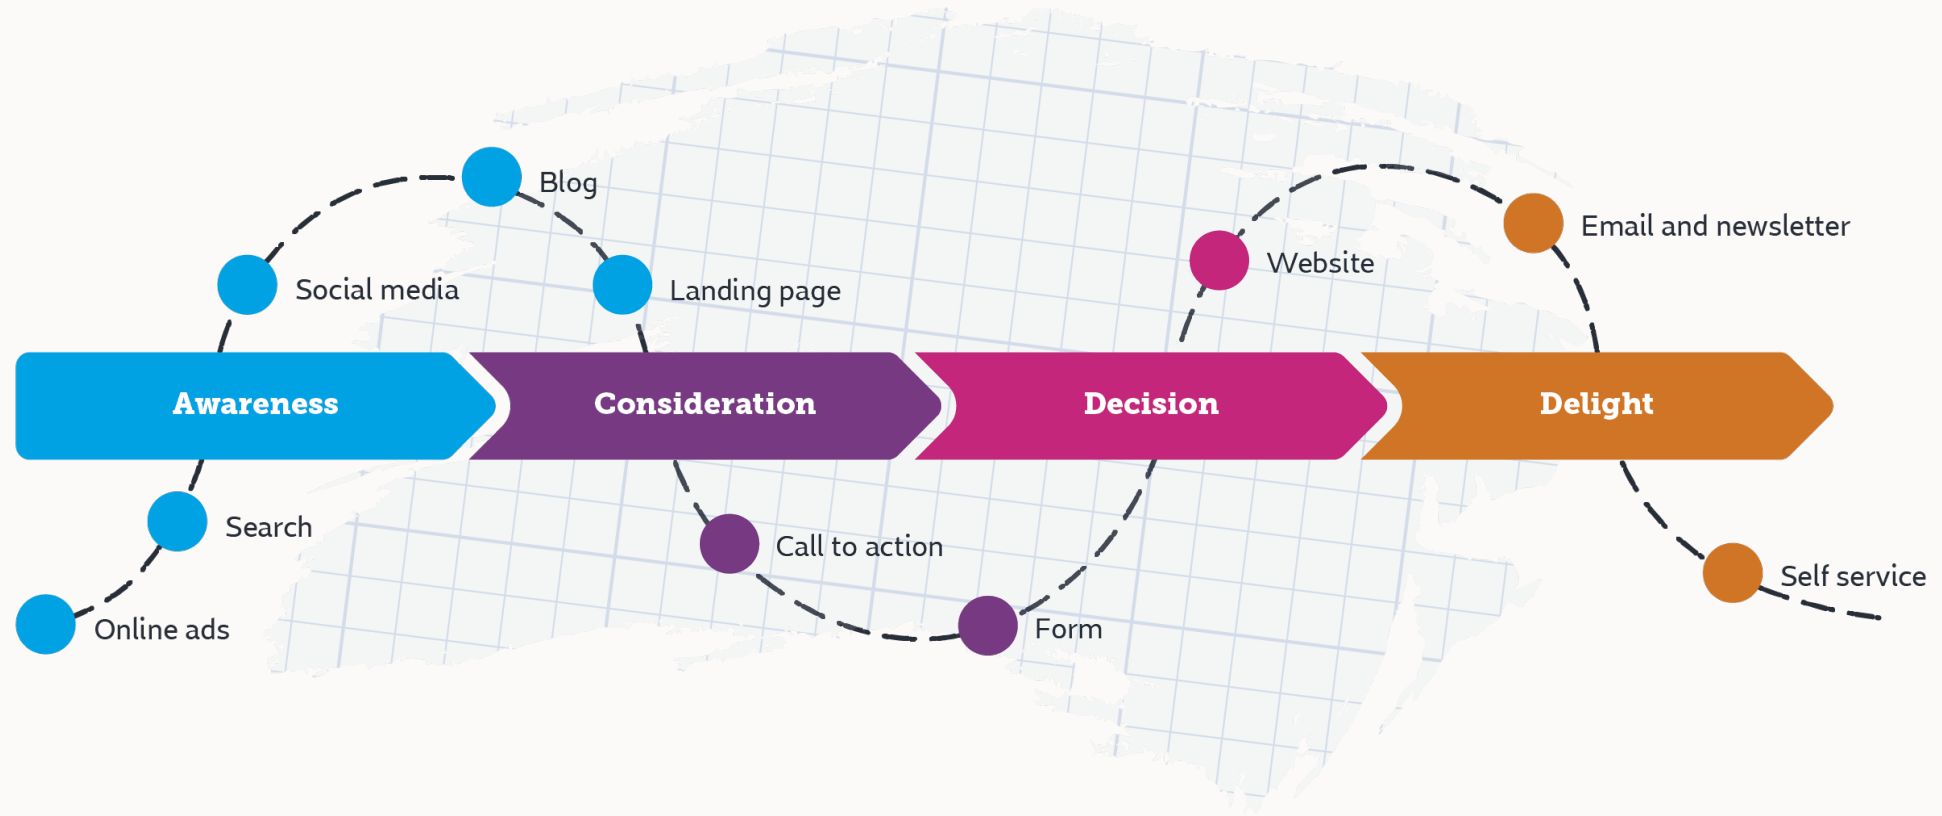 Blog
Social media
Landing page
Website
Email and newsletter
Awareness
Consideration
Decision
Delight
Search
Online ads
Call to action
Form
Self service